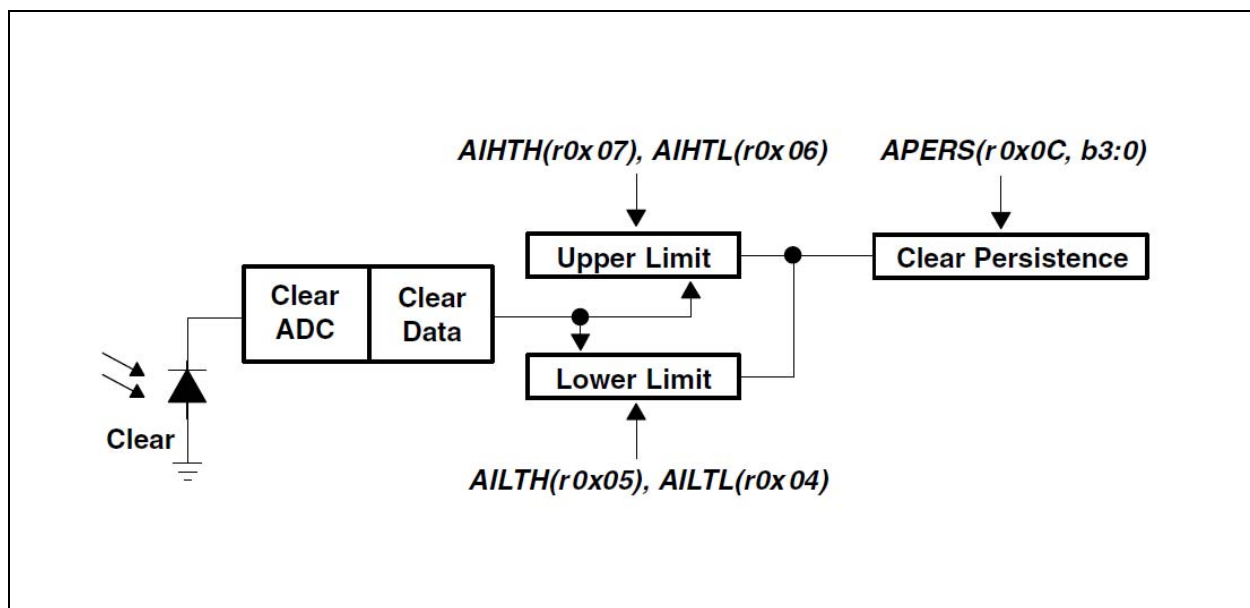 AIHTH(r0x07), AIHTL(r0x06)
APERS(r0x0C, b3:0)
Upper Limit
Clear Persistence
Clear
ADC
Clear
Data
Lower Limit
Clear
AILTH(r0x05), AILTL(r0x04)